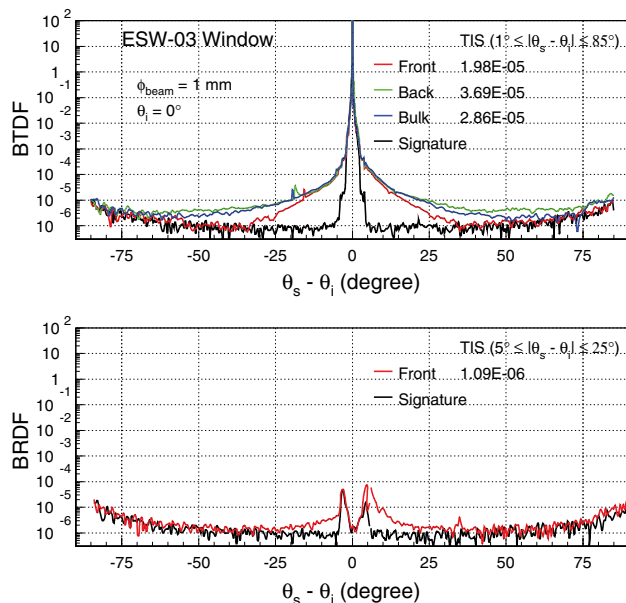 ESW-03 Window
TIS (1° ≤ |θs - θi| ≤ 85°)
ϕbeam = 1 mm
θi = 0°
Front 1.98E-05
Back 3.69E-05
Bulk 2.86E-05
Signature
BTDF
10 2
10
1
10 -1
10 -2
10 -3
10 -4
10 -5
10 -6
10
-75 -50 -25 0 25 50 75
θs - θi (degree)
TIS (5° ≤ |θs - θi| ≤ 25°)
Front 1.09E-06
Signature
BRDF
10 2
10
1
10 -1
10 -2
10 -3
10 -4
10 -5
10 -6
10
-75 -50 -25 0 25 50 75
θs - θi (degree)